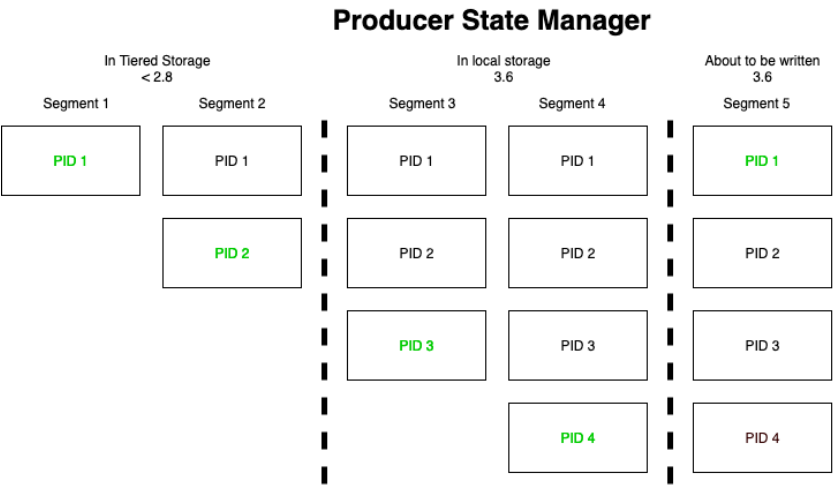 Producer State Manager
In Tiered Storage
< 2.8
In local storage
3.6
About to be written
3.6
Segment 1
Segment 2
Segment 3
Segment 4
Segment 5
PID 1
PID 1
PID 1
PID 1
PID 1
PID 2
PID 2
PID 2
PID 2
PID 3
PID 3
PID 3
PID 4
PID 4